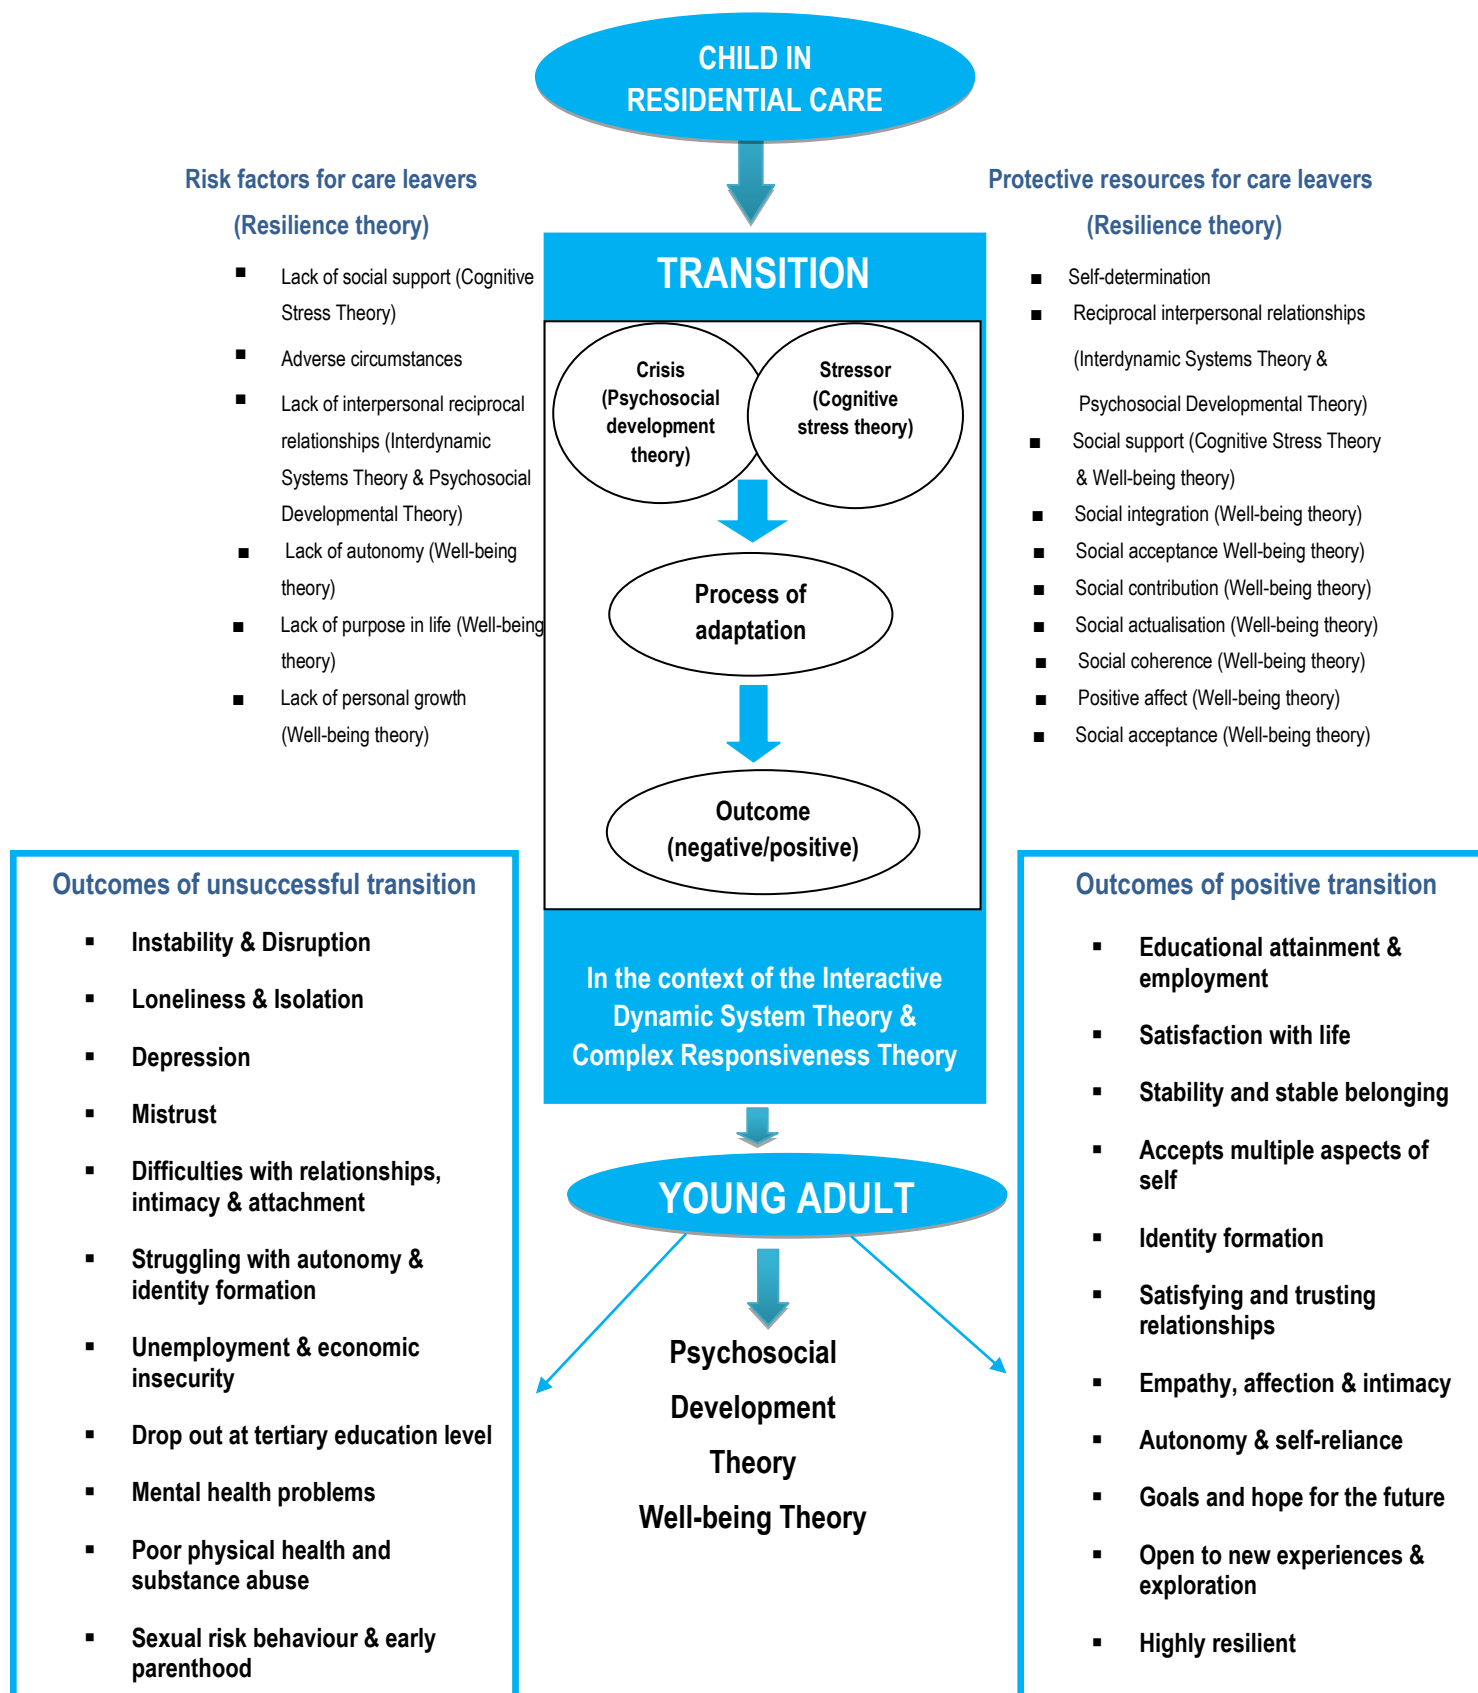 CHILD IN
RESIDENTIAL CARE
Risk factors for care leavers
(Resilience theory)
■ Lack of social support (Cognitive
Stress Theory)
■ Adverse circumstances
■ Lack of interpersonal reciprocal
relationships (Interdynamic
Systems Theory & Psychosocial
Developmental Theory)
■ Lack of autonomy (Well-being
theory)
■ Lack of purpose in life (Well-being
theory)
■ Lack of personal growth
(Well-being theory)
TRANSITION
Crisis
(Psychosocial
development
theory)
Stressor
(Cognitive
stress theory)
Process of
adaptation
Outcome
(negative/positive)
In the context of the Interactive
Dynamic System Theory &
Complex Responsiveness Theory
Protective resources for care leavers
(Resilience theory)
■ Self-determination
■ Reciprocal interpersonal relationships
(Interdynamic Systems Theory &
Psychosocial Developmental Theory)
■ Social support (Cognitive Stress Theory
& Well-being theory)
■ Social integration (Well-being theory)
■ Social acceptance Well-being theory)
■ Social contribution (Well-being theory)
■ Social actualisation (Well-being theory)
■ Social coherence (Well-being theory)
■ Positive affect (Well-being theory)
■ Social acceptance (Well-being theory)
Outcomes of unsuccessful transition
▪ Instability & Disruption
▪ Loneliness & Isolation
▪ Depression
▪ Mistrust
▪ Difficulties with relationships,
intimacy & attachment
▪ Struggling with autonomy &
identity formation
▪ Unemployment & economic
insecurity
▪ Drop out at tertiary education level
▪ Mental health problems
▪ Poor physical health and
substance abuse
▪ Sexual risk behaviour & early
parenthood
YOUNG ADULT
Psychosocial
Development
Theory
Well-being Theory
Outcomes of positive transition
▪ Educational attainment &
employment
▪ Satisfaction with life
▪ Stability and stable belonging
▪ Accepts multiple aspects of
self
▪ Identity formation
▪ Satisfying and trusting
relationships
▪ Empathy, affection & intimacy
▪ Autonomy & self-reliance
▪ Goals and hope for the future
▪ Open to new experiences &
exploration
▪ Highly resilient